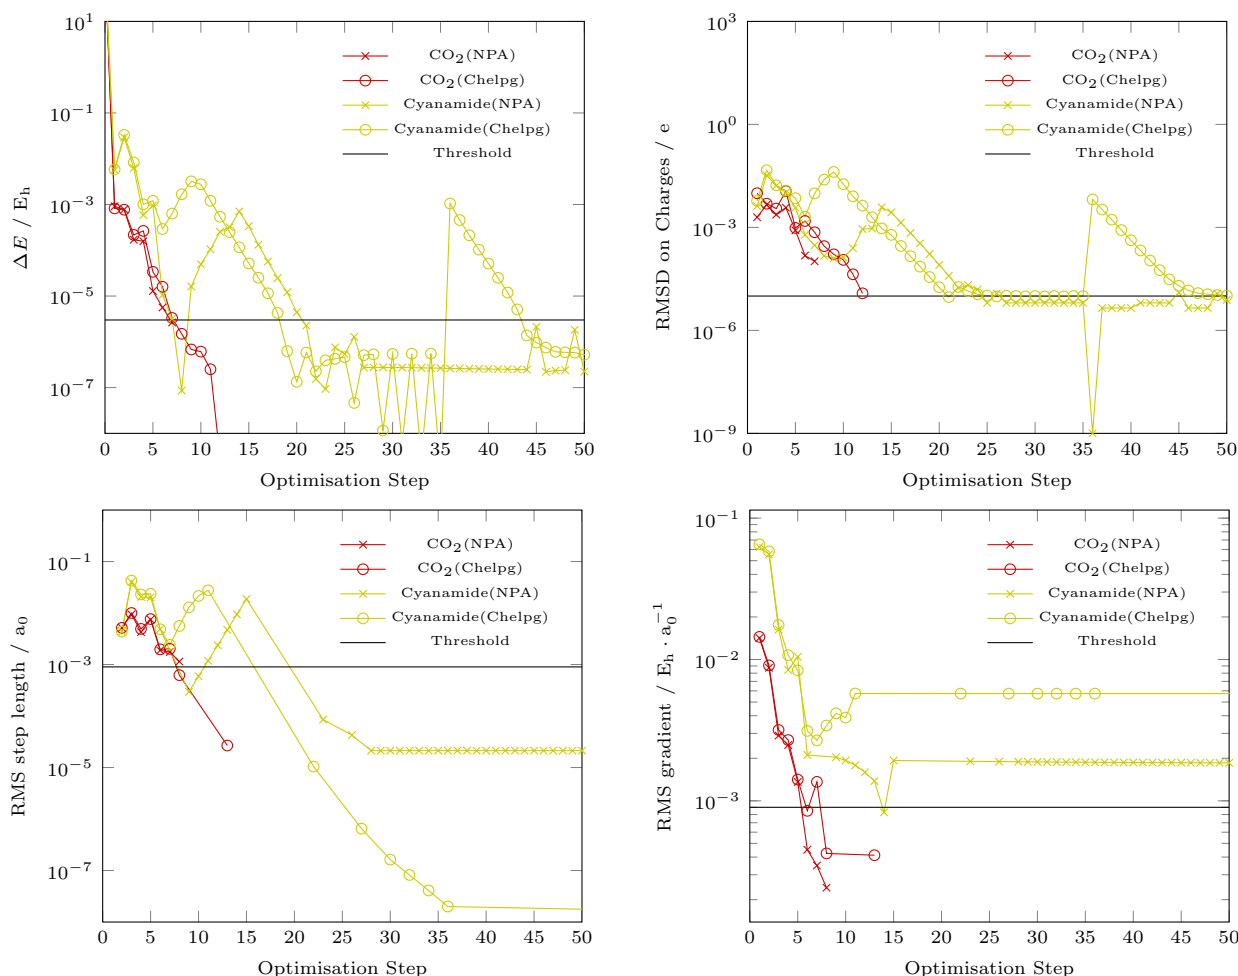 10^1
10^−1
10^−3
10^−5
10^−7
0 5 10 15 20 25 30 35 40 45 50
Optimisation Step
ΔE / E_h
CO_2(NPA)
CO_2(Chelpg)
Cyanamide(NPA)
Cyanamide(Chelpg)
Threshold
10^3
10^0
10^−3
10^−6
10^−9
0 5 10 15 20 25 30 35 40 45 50
Optimisation Step
RMSD on Charges / e
CO_2(NPA)
CO_2(Chelpg)
Cyanamide(NPA)
Cyanamide(Chelpg)
Threshold
10^−1
10^−3
10^−5
10^−7
0 5 10 15 20 25 30 35 40 45 50
Optimisation Step
RMS step length / a_0
CO_2(NPA)
CO_2(Chelpg)
Cyanamide(NPA)
Cyanamide(Chelpg)
Threshold
10^−1
10^−2
10^−3
0 5 10 15 20 25 30 35 40 45 50
Optimisation Step
RMS gradient / E_h · a_0^−1
CO_2(NPA)
CO_2(Chelpg)
Cyanamide(NPA)
Cyanamide(Chelpg)
Threshold